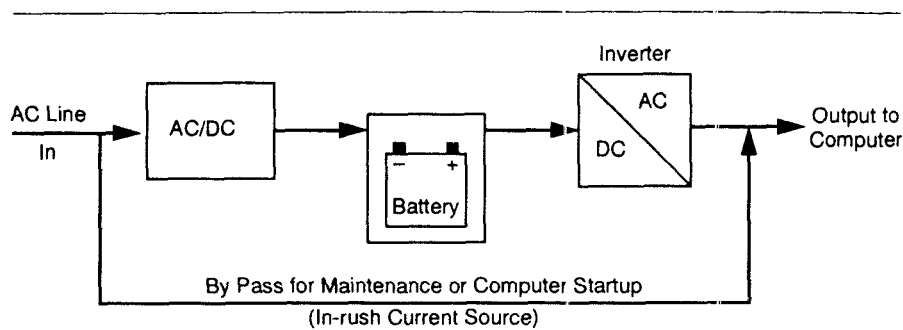 Inverter
AC Line
In
AC/DC
− +
Battery
AC
DC
Output to
Computer
By Pass for Maintenance or Computer Startup
(In-rush Current Source)